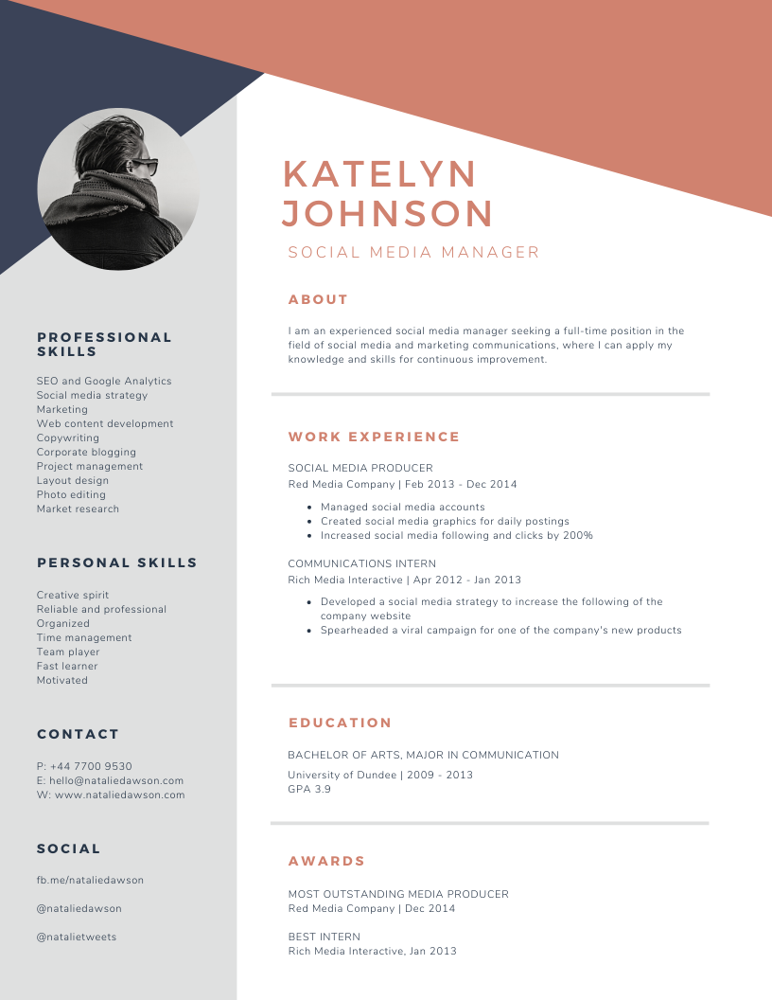 KATELYN
JOHNSON
SOCIAL MEDIA MANAGER
ABOUT
I am an experienced social media manager seeking a full-time position in the
field of social media and marketing communications, where I can apply my
knowledge and skills for continuous improvement.
WORK EXPERIENCE
SOCIAL MEDIA PRODUCER
Red Media Company | Feb 2013 - Dec 2014
• Managed social media accounts
• Created social media graphics for daily postings
• Increased social media following and clicks by 200%
COMMUNICATIONS INTERN
Rich Media Interactive | Apr 2012 - Jan 2013
• Developed a social media strategy to increase the following of the
company website
• Spearheaded a viral campaign for one of the company's new products
EDUCATION
BACHELOR OF ARTS, MAJOR IN COMMUNICATION
University of Dundee | 2009 - 2013
GPA 3.9
AWARDS
MOST OUTSTANDING MEDIA PRODUCER
Red Media Company | Dec 2014
BEST INTERN
Rich Media Interactive, Jan 2013
PROFESSIONAL
SKILLS
SEO and Google Analytics
Social media strategy
Marketing
Web content development
Copywriting
Corporate blogging
Project management
Layout design
Photo editing
Market research
PERSONAL SKILLS
Creative spirit
Reliable and professional
Organized
Time management
Team player
Fast learner
Motivated
CONTACT
P: +44 7700 9530
E: hello@nataliedawson.com
W: www.nataliedawson.com
SOCIAL
fb.me/nataliedawson
@nataliedawson
@natalietweets